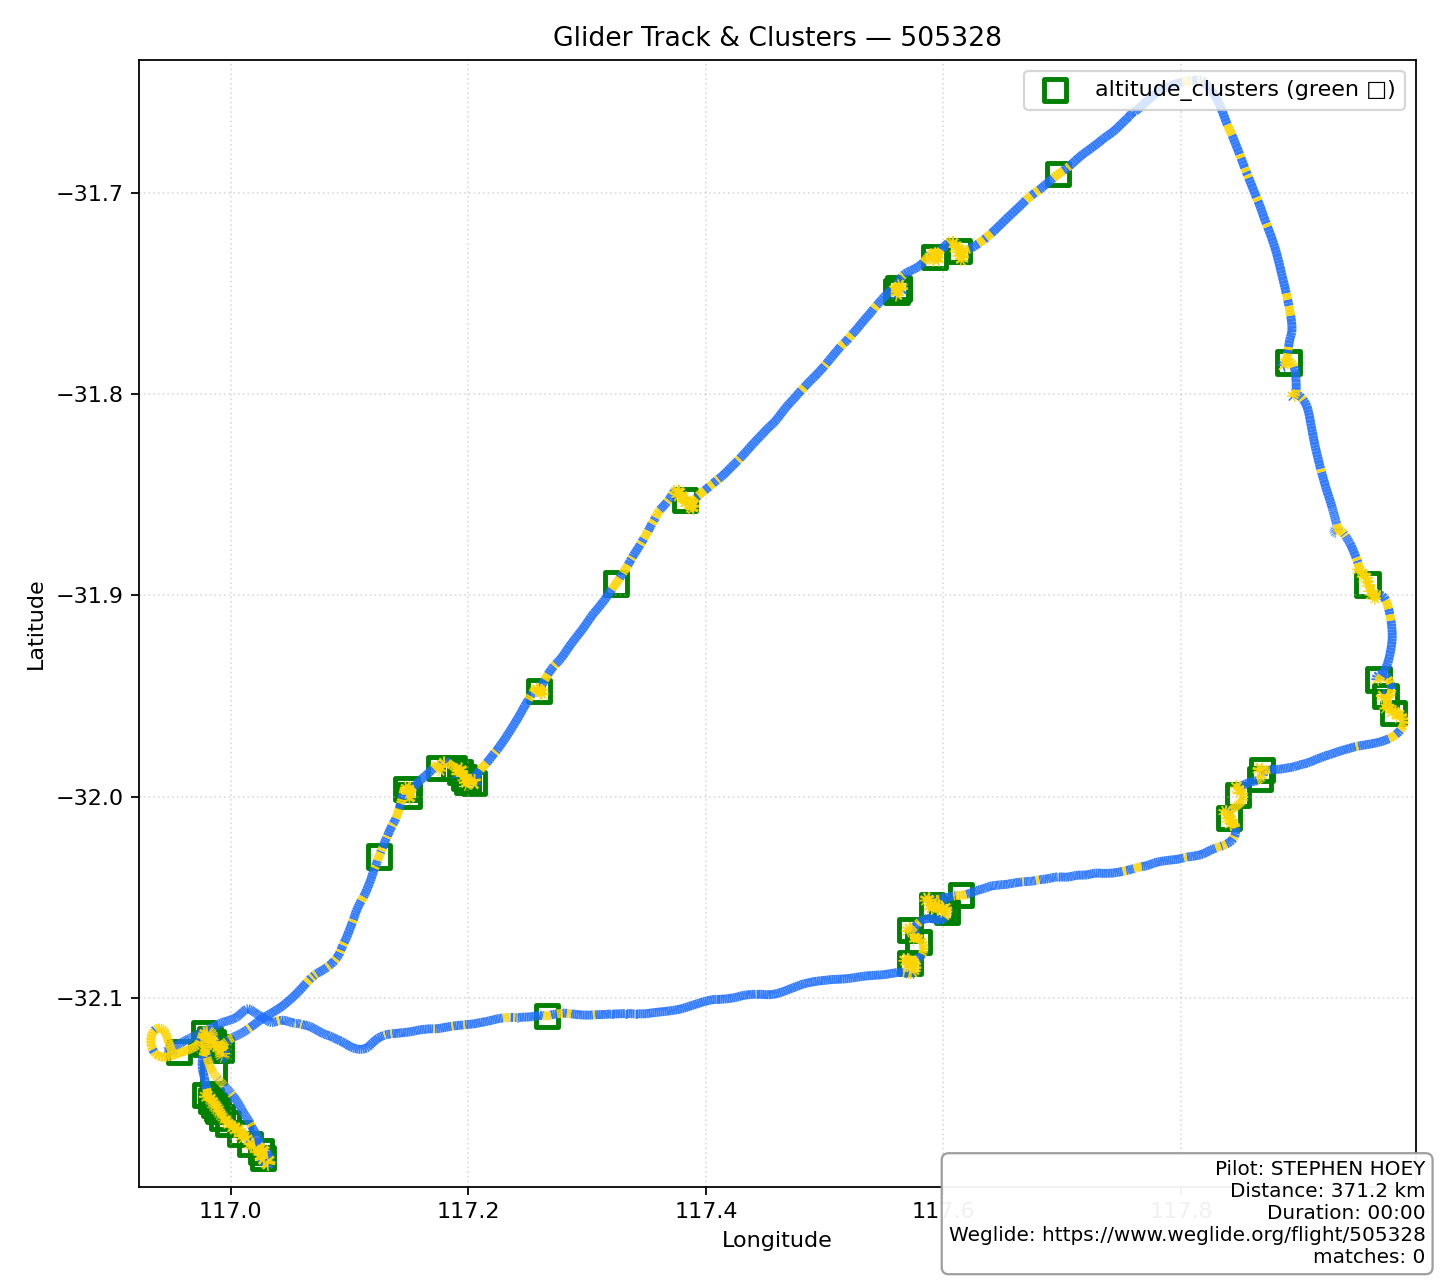 Glider Track & Clusters — 505328
altitude_clusters (green □)
Latitude
−31.7
−31.8
−31.9
−32.0
−32.1
117.0
117.2
117.4
117.6
117.8
Longitude
Pilot: STEPHEN HOEY
Distance: 371.2 km
Duration: 00:00
Weglide: https://www.weglide.org/flight/505328
matches: 0